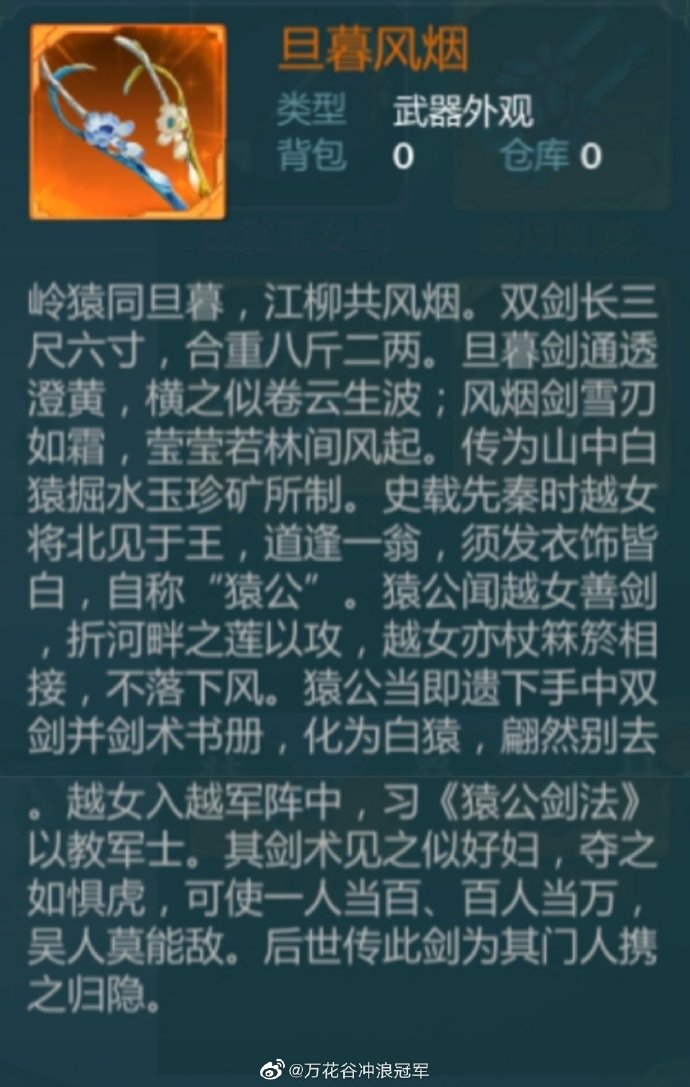 旦暮风烟
类型 武器外观
背包 0 仓库 0
岭猿同旦暮，江柳共风烟。双剑长三
尺六寸，合重八斤二两。旦暮剑通透
澄黄，横之似卷云生波；风烟剑雪刃
如霜，莹莹若林间风起。传为山中白
猿掘水玉珍矿所制。史载先秦时越女
将北见于王，道逢一翁，须发衣饰皆
白，自称“猿公”。猿公闻越女善剑
，折河畔之莲以攻，越女亦杖箖箊相
接，不落下风。猿公当即遗下手中双
剑并剑术书册，化为白猿，翩然别去
。越女入越军阵中，习《猿公剑法》
以教军士。其剑术见之似好妇，夺之
如惧虎，可使一人当百、百人当万，
吴人莫能敌。后世传此剑为其门人携
之归隐。
@万花谷冲浪冠军